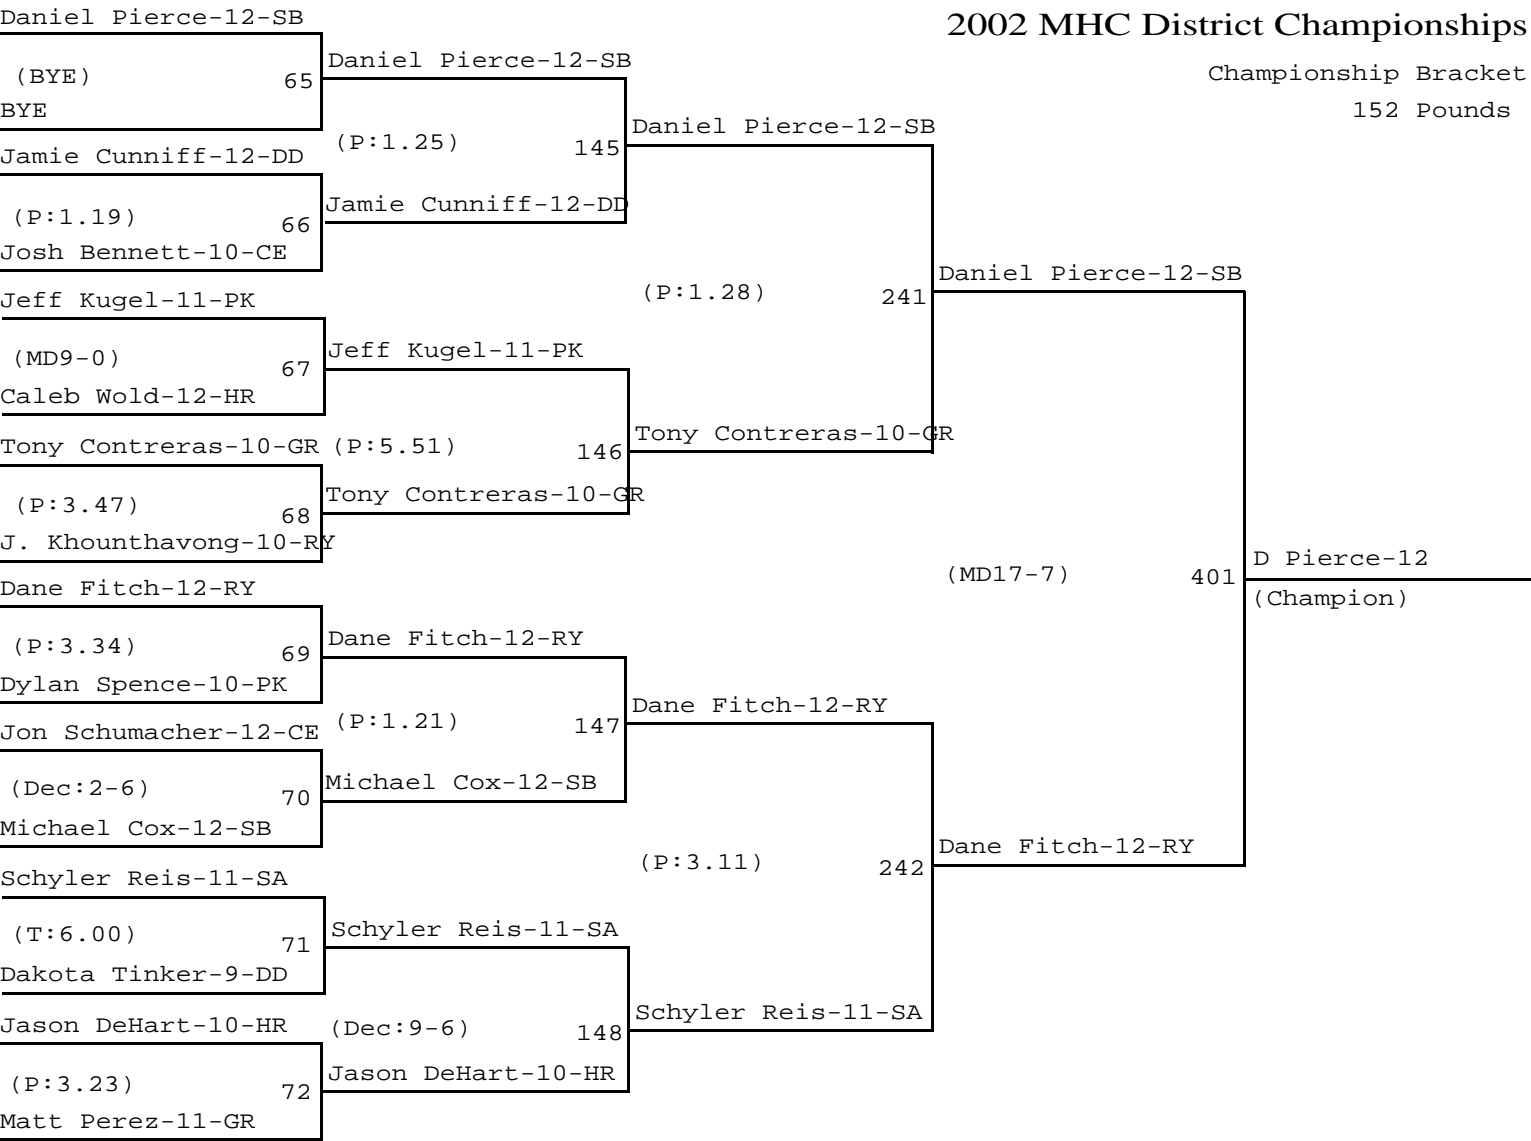 2002 MHC District Championships
Championship Bracket
152 Pounds
Daniel Pierce-12-SB
(BYE) 65
BYE
Jamie Cunniff-12-DD
(P:1.19) 66
Josh Bennett-10-CE
Jeff Kugel-11-PK
(MD9-0) 67
Caleb Wold-12-HR
Tony Contreras-10-GR
(P:3.47) 68
J. Khounthavong-10-RY
Dane Fitch-12-RY
(P:3.34) 69
Dylan Spence-10-PK
Jon Schumacher-12-CE
(Dec:2-6) 70
Michael Cox-12-SB
Schyler Reis-11-SA
(T:6.00) 71
Dakota Tinker-9-DD
Jason DeHart-10-HR
(P:3.23) 72
Matt Perez-11-GR
Daniel Pierce-12-SB
(P:1.25) 145
Jamie Cunniff-12-DD
Jeff Kugel-11-PK
(P:5.51) 146
Tony Contreras-10-GR
Dane Fitch-12-RY
(P:1.21) 147
Michael Cox-12-SB
Schyler Reis-11-SA
(Dec:9-6) 148
Jason DeHart-10-HR
Daniel Pierce-12-SB
(P:1.28) 241
Tony Contreras-10-GR
Dane Fitch-12-RY
(P:3.11) 242
Schyler Reis-11-SA
Daniel Pierce-12-SB
(MD17-7) 401
Dane Fitch-12-RY
D Pierce-12
(Champion)